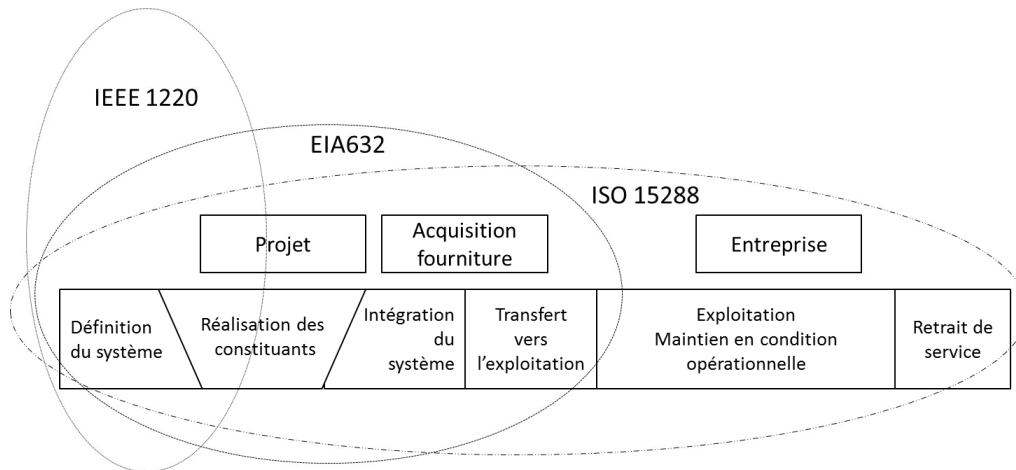 IEEE 1220
EIA632
ISO 15288
Projet
Acquisition
fourniture
Entreprise
Définition
du système
Réalisation des
constituants
Intégration
du
système
Transfert
vers
l'exploitation
Exploitation
Maintien en condition
opérationnelle
Retrait de
service